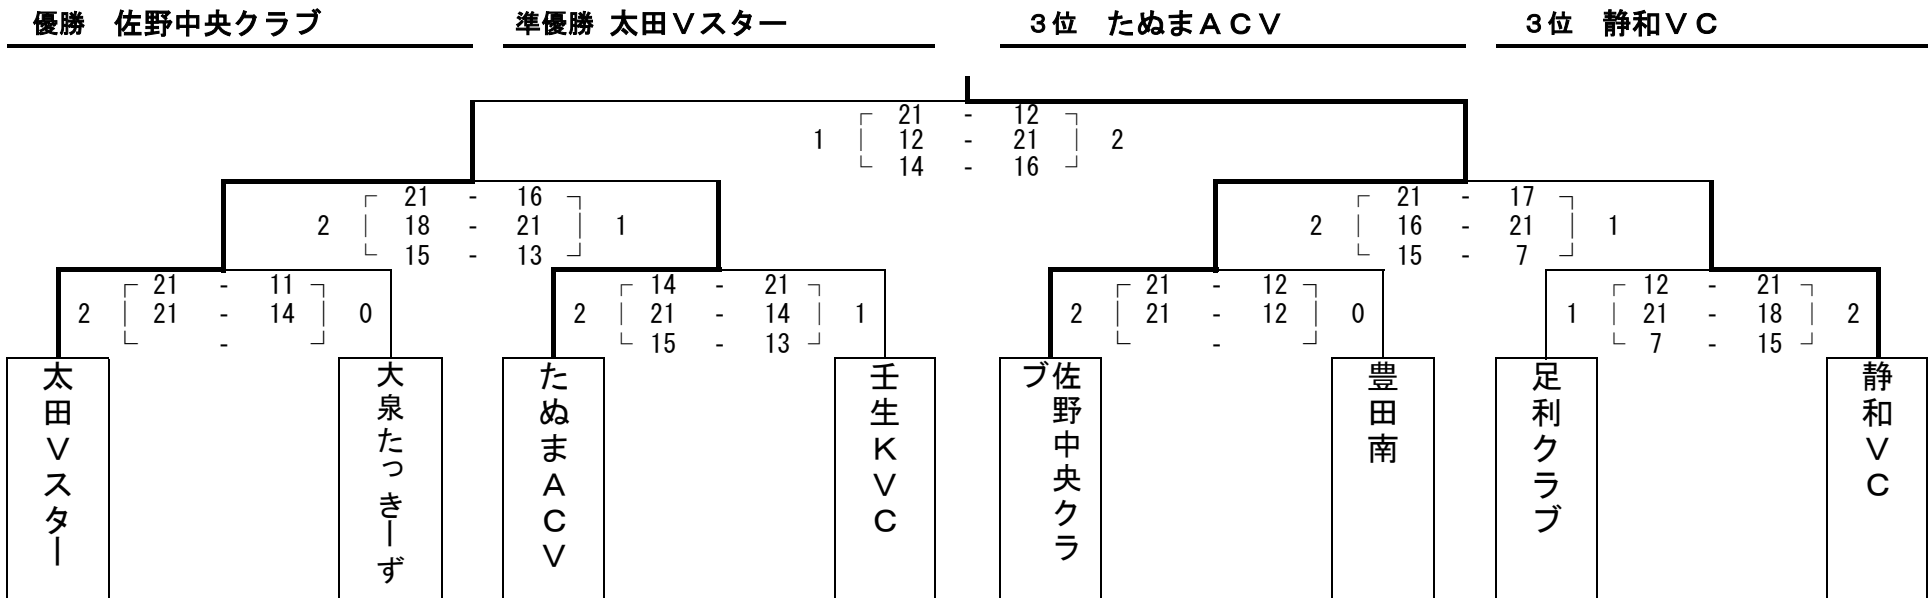 優勝 佐野中央クラブ 準優勝 太田Ｖスター ３位 たぬまＡＣＶ ３位 静和ＶＣ
21 - 12
1 12 - 21 2
14 - 16
21 - 16 21 - 17
2 18 - 21 1 2 16 - 21 1
15 - 13 15 - 7
21 - 11 14 - 21 21 - 12 12 - 21
2 21 - 14 0 2 21 - 14 1 2 21 - 12 0 1 21 - 18 2
- 15 - 13 - 7 - 15
太田Ｖスター
大泉たっきーず
たぬまＡＣＶ
壬生ＫＶＣ
佐野中央クラ
ブ
豊田南
足利クラブ
静和ＶＣ